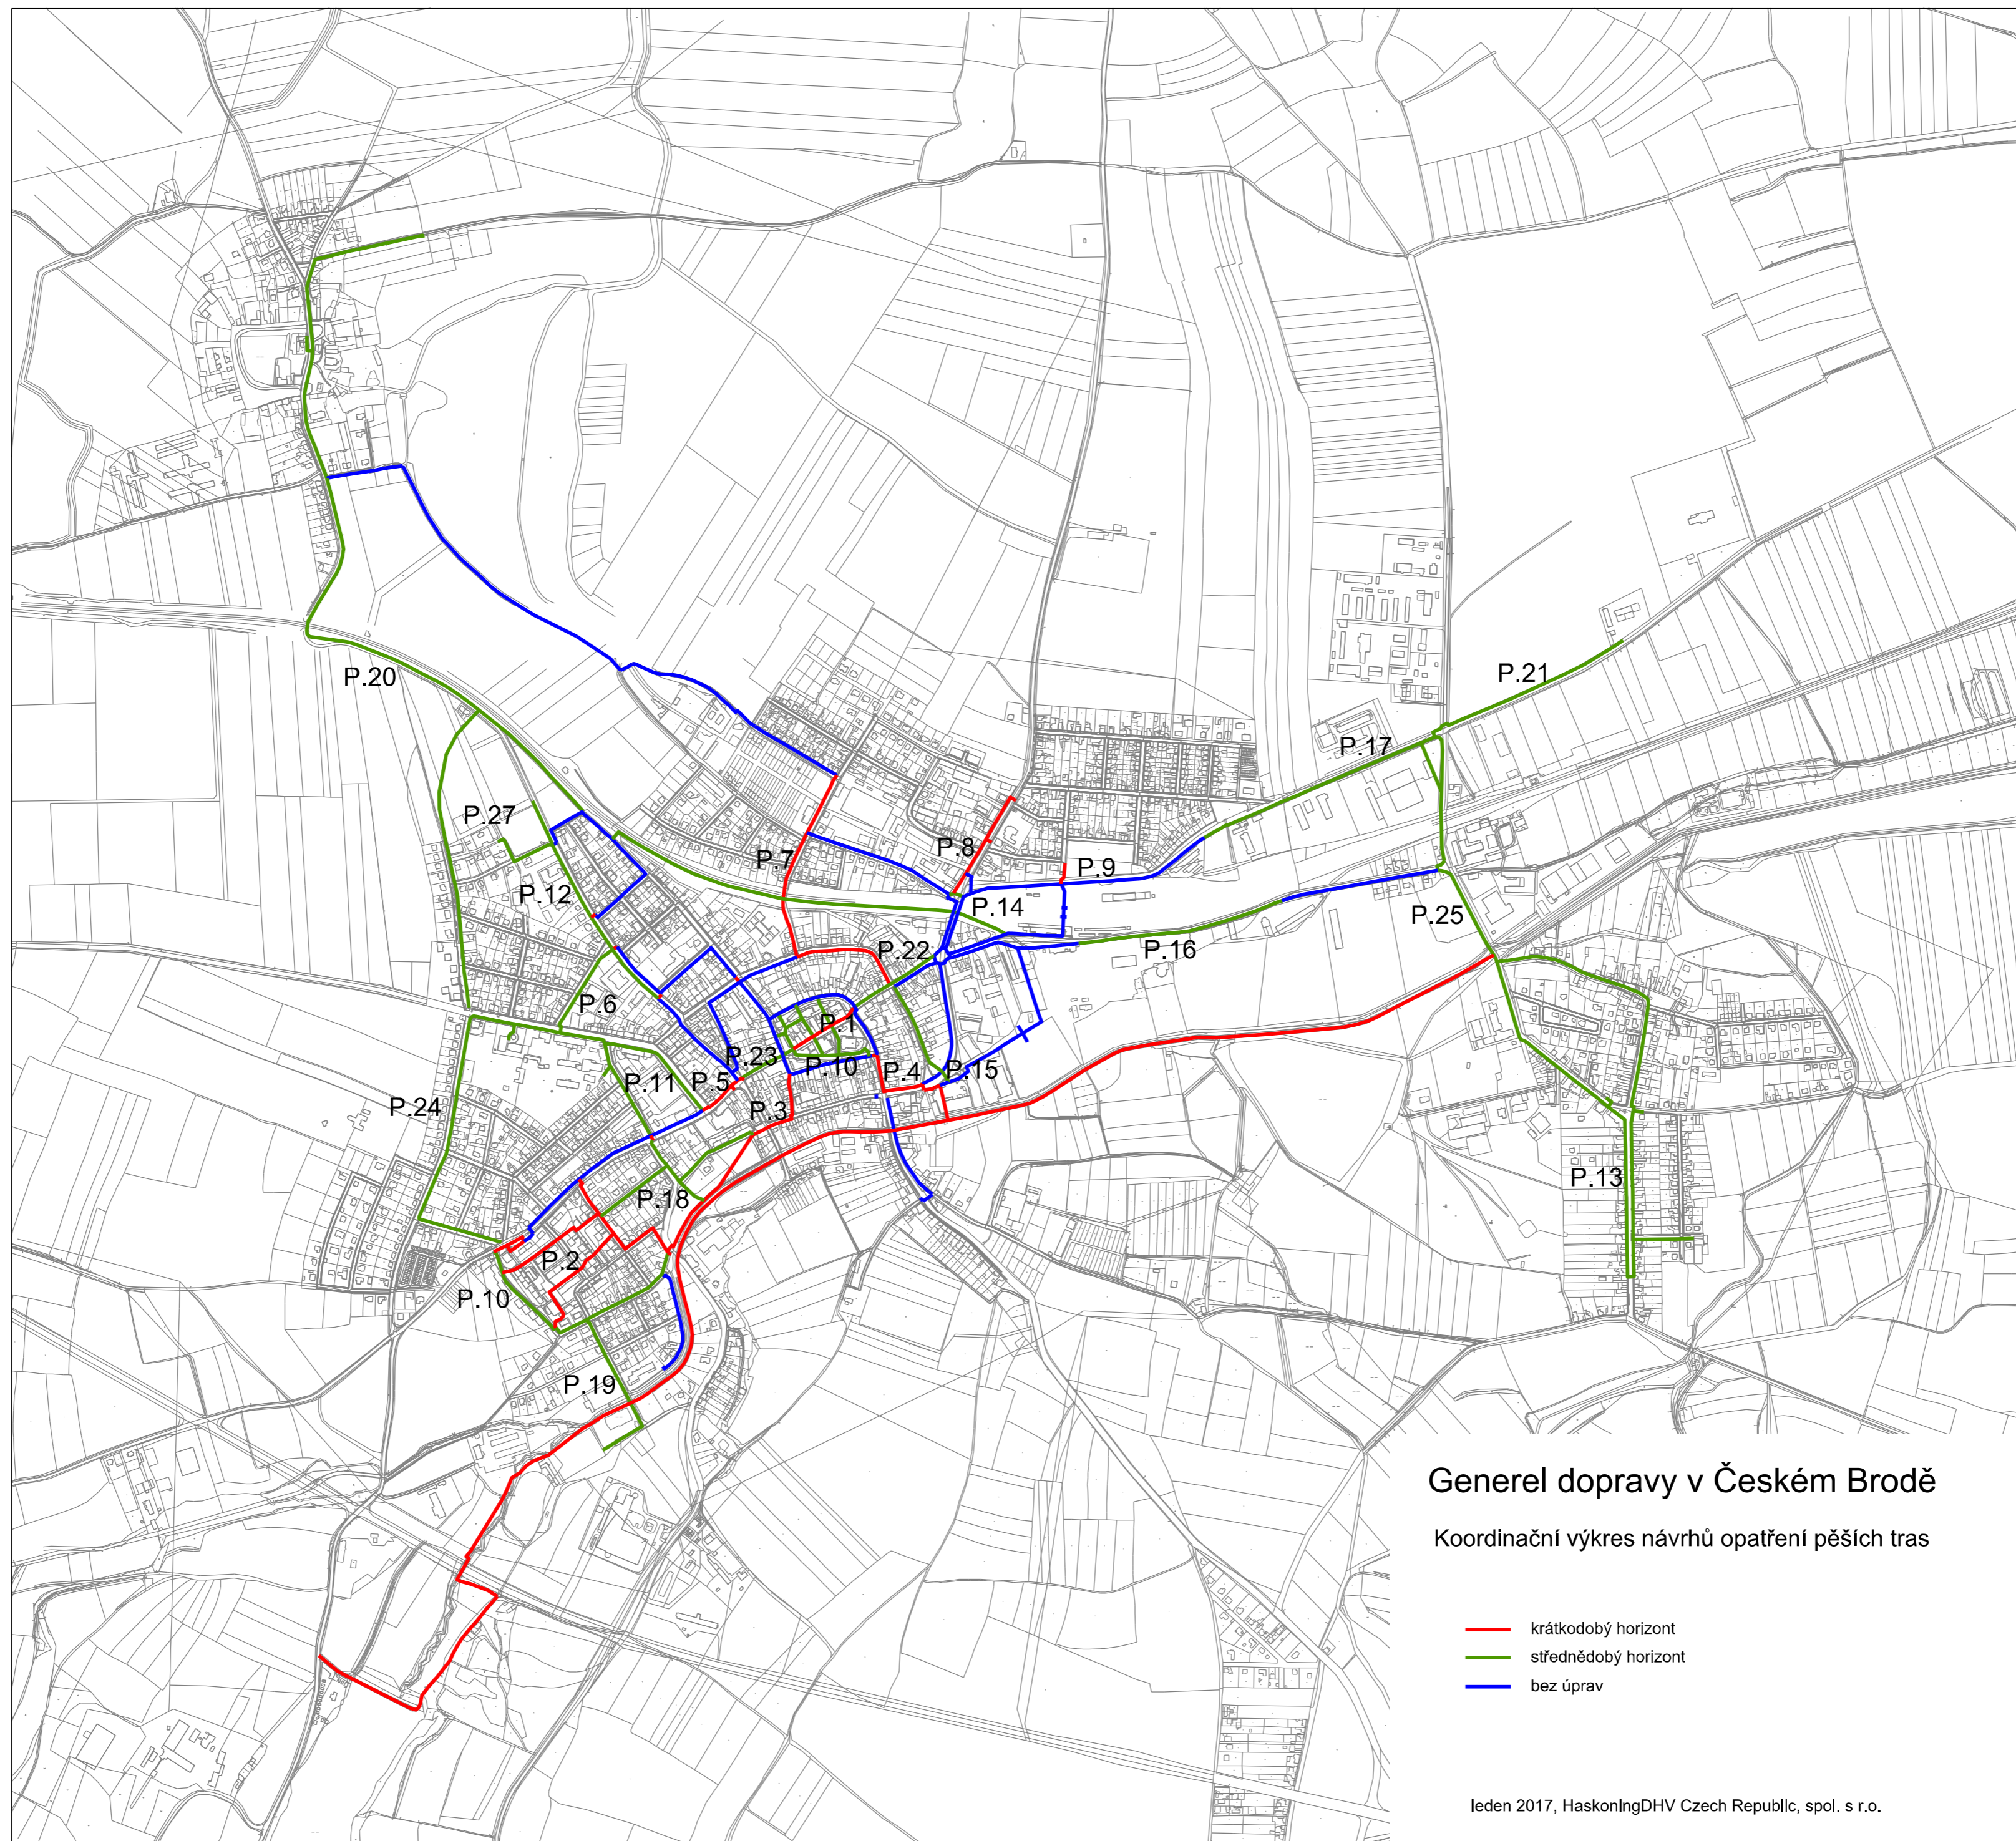 P.20
P.21
P.17
P.27
P.7
P.8
P.9
P.12
P.14
P.25
P.22
P.16
P.6
P.1
P.23
P.10
P.4
P.15
P.11
P.5
P.3
P.24
P.13
P.18
P.2
P.10
P.19
Generel dopravy v Českém Brodě
Koordinační výkres návrhů opatření pěších tras
krátkodobý horizont
střednědobý horizont
bez úprav
leden 2017, HaskoningDHV Czech Republic, spol. s r.o.